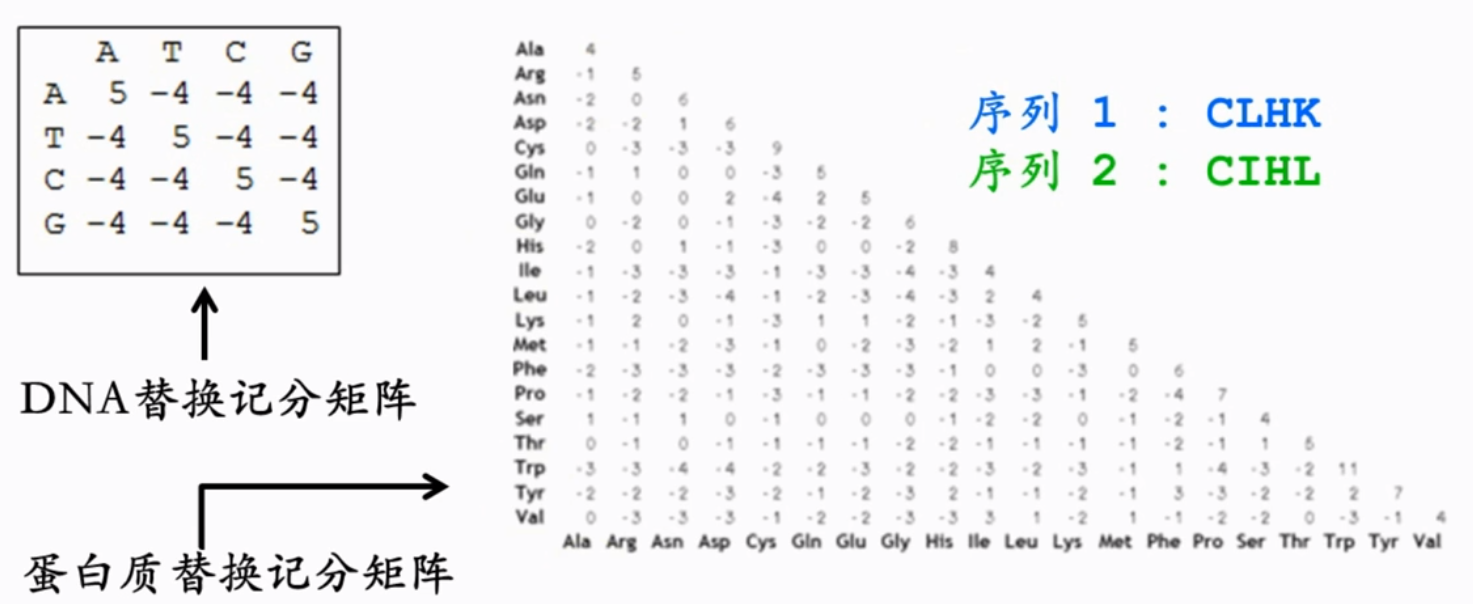 A T C G
A 5 -4 -4 -4
T -4 5 -4 -4
C -4 -4 5 -4
G -4 -4 -4 5
DNA替换记分矩阵
蛋白质替换记分矩阵
Ala 4
Arg -1 5
Asn -2 0 6
Asp -2 -2 1 6
Cys 0 -3 -3 -3 9
Gln -1 1 0 0 -3 5
Glu -1 0 0 2 -4 2 5
Gly 0 -2 0 -1 -3 -2 -2 6
His -2 0 1 -1 -3 0 0 -2 8
Ile -1 -3 -3 -3 -1 -3 -3 -4 -3 4
Leu -1 -2 -3 -4 -1 -2 -3 -4 -3 2 4
Lys -1 2 0 -1 -3 1 1 -2 -1 -3 -2 5
Met -1 -1 -2 -3 -1 0 -2 -3 -2 1 2 -1 5
Phe -2 -3 -3 -3 -2 -3 -3 -3 -1 0 0 -3 0 6
Pro -1 -2 -2 -1 -3 -1 -1 -2 -2 -3 -3 -1 -2 -4 7
Ser 1 -1 1 0 -1 0 0 0 -1 -2 -2 0 -1 -2 -1 4
Thr 0 -1 0 -1 -1 -1 -1 -2 -2 -1 -1 -1 -1 -2 -1 1 5
Trp -3 -3 -4 -4 -2 -2 -3 -2 -2 -3 -2 -3 -1 1 -4 -3 -2 11
Tyr -2 -2 -2 -3 -2 -1 -2 -3 2 -1 -1 -2 -1 3 -3 -2 -2 2 7
Val 0 -3 -3 -3 -1 -2 -2 -3 -3 3 1 -2 1 -1 -2 -2 0 -3 -1 4
Ala Arg Asn Asp Cys Gln Glu Gly His Ile Leu Lys Met Phe Pro Ser Thr Trp Tyr Val
序列 1 : CLHK
序列 2 : CIHL